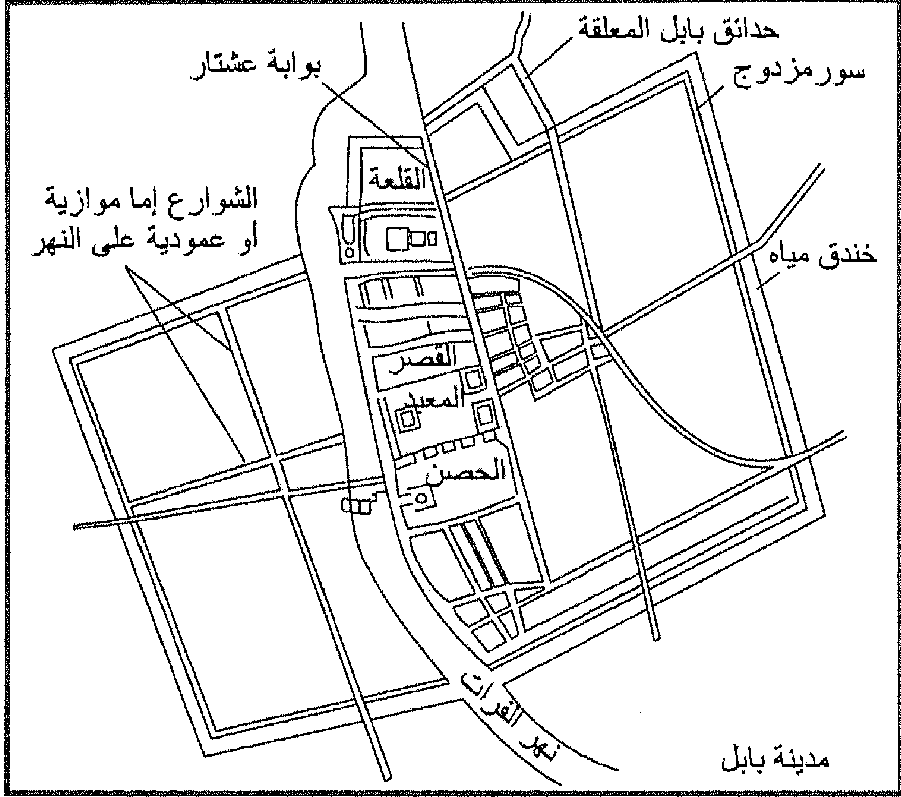 حدائق بابل المعلقة
بوابة عشتار
سور مزدوج
القلعة
الشوارع إما موازية
أو عمودية على النهر
خندق مياه
القصر
المعبد
الحصن
نهر الفرات
مدينة بابل